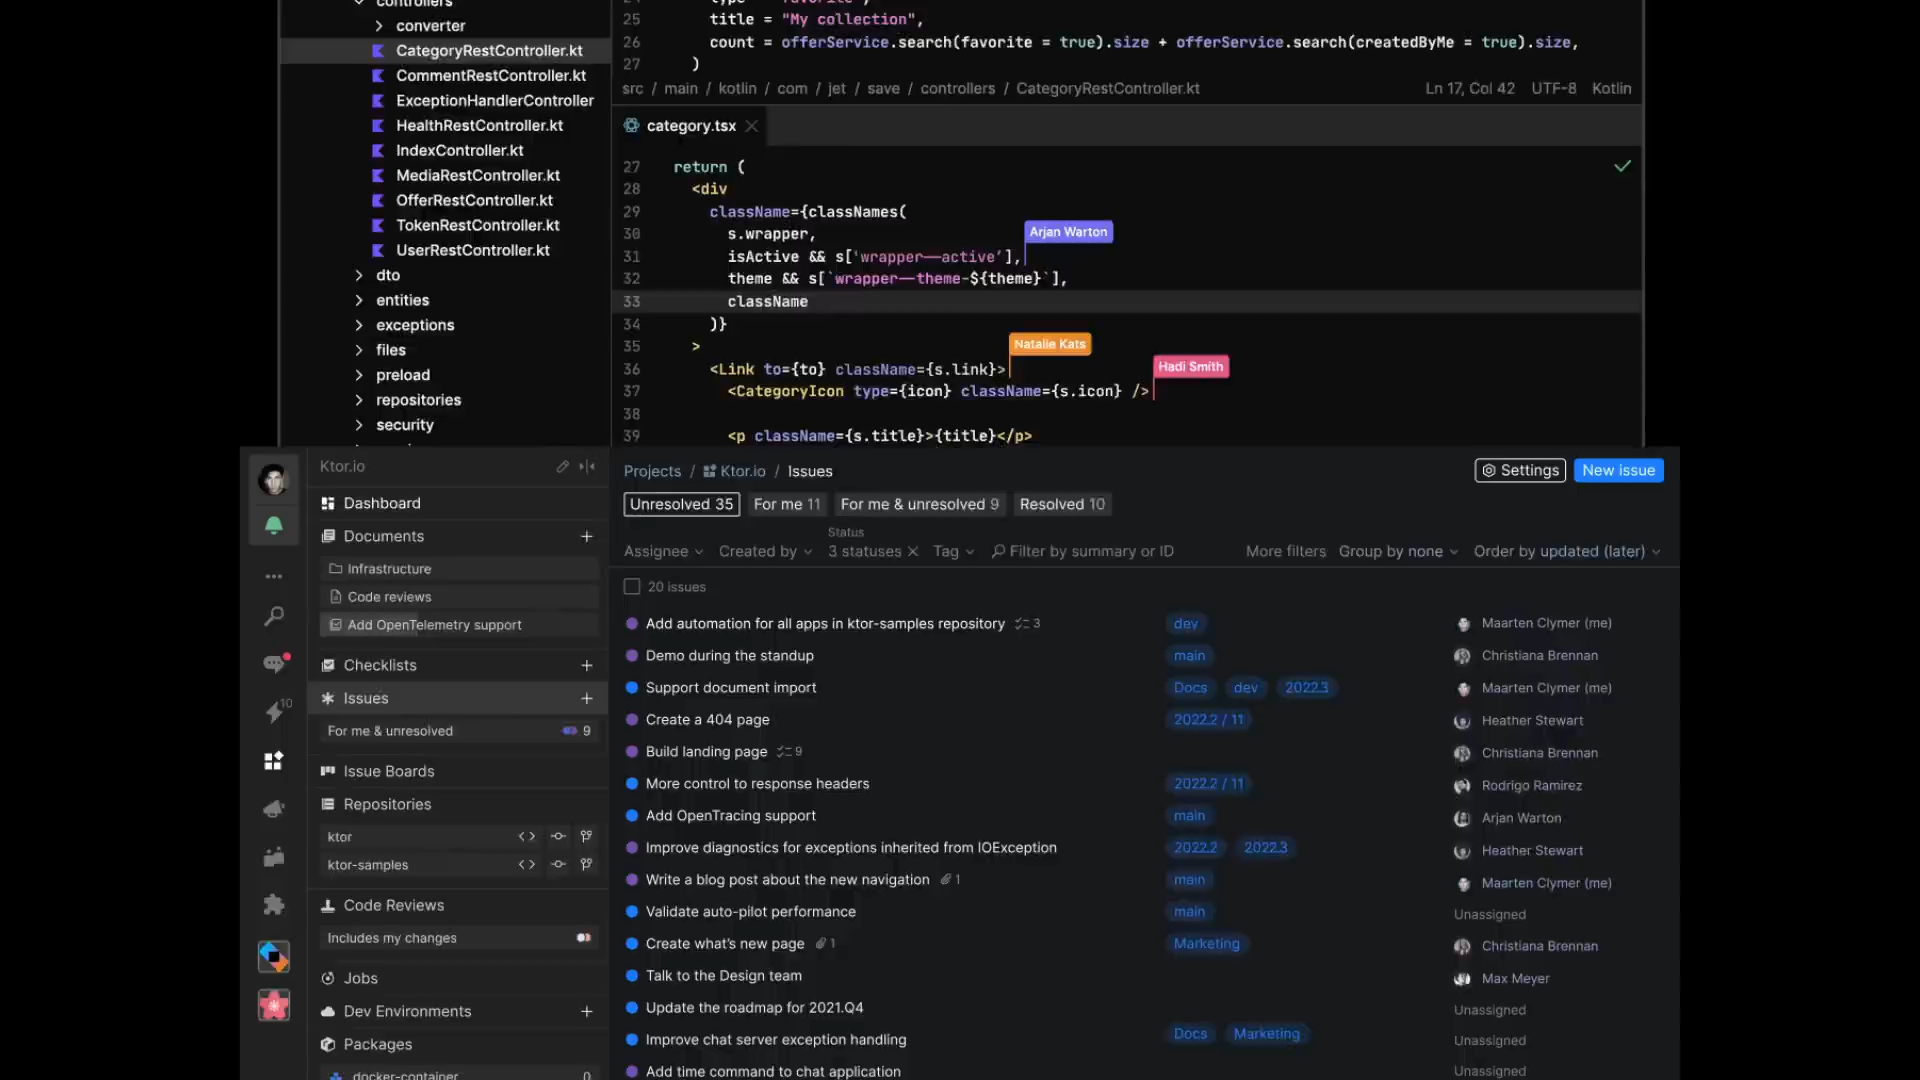 controllers
converter
CategoryRestController.kt
CommentRestController.kt
ExceptionHandlerController
HealthRestController.kt
IndexController.kt
MediaRestController.kt
OfferRestController.kt
TokenRestController.kt
UserRestController.kt
dto
entities
exceptions
files
preload
repositories
security
25 title = "My collection",
26 count = offerService.search(favorite = true).size + offerService.search(createdByMe = true).size,
27 )
src / main / kotlin / com / jet / save / controllers / CategoryRestController.kt
Ln 17, Col 42 UTF-8 Kotlin
category.tsx
27 return (
28 <div
29 className={classNames(
30 s.wrapper,
Arjan Warton
31 isActive && s['wrapper——active'],
32 theme && s[`wrapper——theme-${theme}`],
33 className
34 )}
35 >
Natalie Kats
36 <Link to={to} className={s.link}>
Hadi Smith
37 <CategoryIcon type={icon} className={s.icon} />
38
39 <p className={s.title}>{title}</p>
10
Ktor.io
Dashboard
Documents
Infrastructure
Code reviews
Add OpenTelemetry support
Checklists
Issues
For me & unresolved 9
Issue Boards
Repositories
ktor
ktor-samples
Code Reviews
Includes my changes
Jobs
Dev Environments
Packages
docker-container 0
Projects / Ktor.io / Issues
Settings New issue
Unresolved 35 For me 11 For me & unresolved 9 Resolved 10
Status
Assignee Created by 3 statuses Tag Filter by summary or ID More filters Group by none Order by updated (later)
20 issues
Add automation for all apps in ktor-samples repository 3 dev Maarten Clymer (me)
Demo during the standup main Christiana Brennan
Support document import Docs dev 2022.3 Maarten Clymer (me)
Create a 404 page 2022.2 / 11 Heather Stewart
Build landing page 9 Christiana Brennan
More control to response headers 2022.2 / 11 Rodrigo Ramirez
Add OpenTracing support main Arjan Warton
Improve diagnostics for exceptions inherited from IOException 2022.2 2022.3 Heather Stewart
Write a blog post about the new navigation 1 main Maarten Clymer (me)
Validate auto-pilot performance main Unassigned
Create what's new page 1 Marketing Christiana Brennan
Talk to the Design team Max Meyer
Update the roadmap for 2021.Q4 Unassigned
Improve chat server exception handling Docs Marketing Unassigned
Add time command to chat application Unassigned